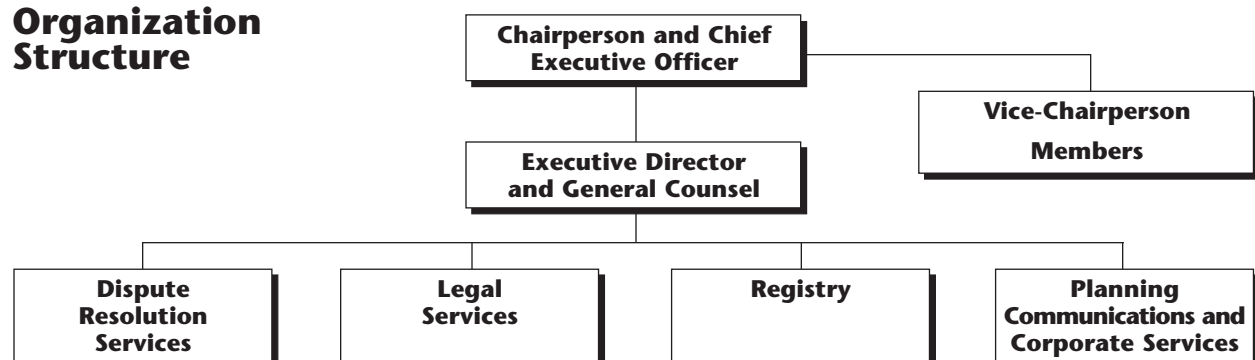 Organization
Structure
Chairperson and Chief
Executive Officer
Vice-Chairperson
Members
Executive Director
and General Counsel
Dispute
Resolution
Services
Legal
Services
Registry
Planning
Communications and
Corporate Services